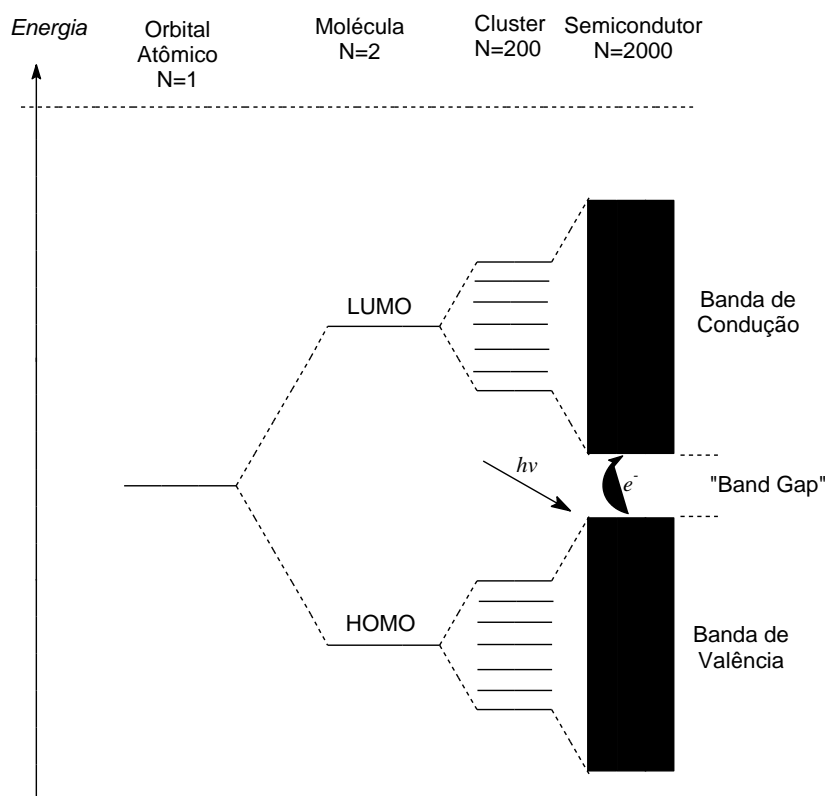 Energia
Orbital
Atômico
N=1
Molécula
N=2
Cluster
N=200
Semicondutor
N=2000
LUMO
Banda de
Condução
hν
e-
"Band Gap"
HOMO
Banda de
Valência